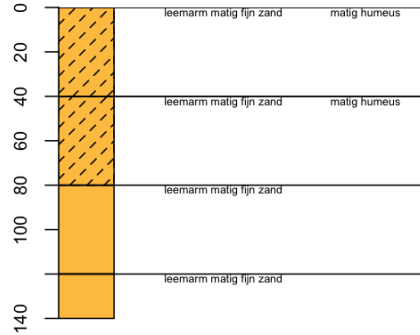 0 leemarm matig fijn zand matig humeus
20
40 leemarm matig fijn zand matig humeus
60
80 leemarm matig fijn zand
100
120 leemarm matig fijn zand
140